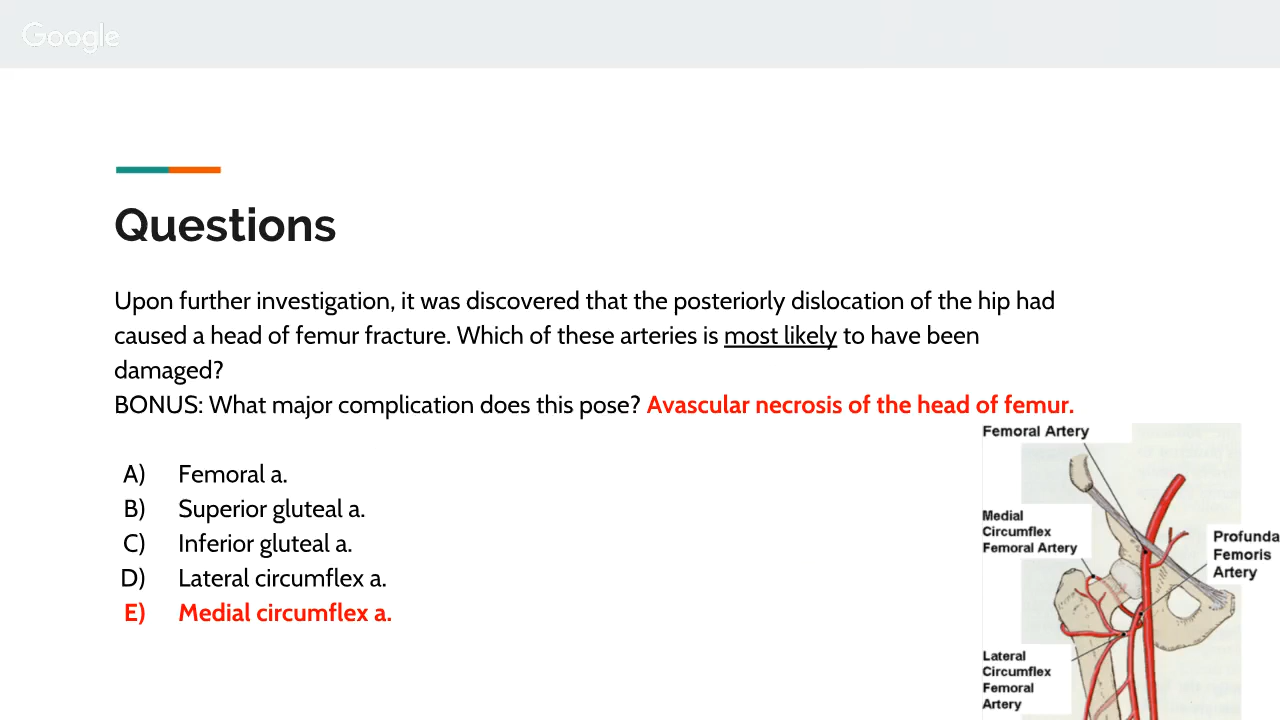 Google
Questions
Upon further investigation, it was discovered that the posteriorly dislocation of the hip had
caused a head of femur fracture. Which of these arteries is most likely to have been
damaged?
BONUS: What major complication does this pose? Avascular necrosis of the head of femur.
A) Femoral a.
B) Superior gluteal a.
C) Inferior gluteal a.
D) Lateral circumflex a.
E) Medial circumflex a.
Femoral Artery
Medial
Circumflex
Femoral Artery
Profunda
Femoris
Artery
Lateral
Circumflex
Femoral
Artery